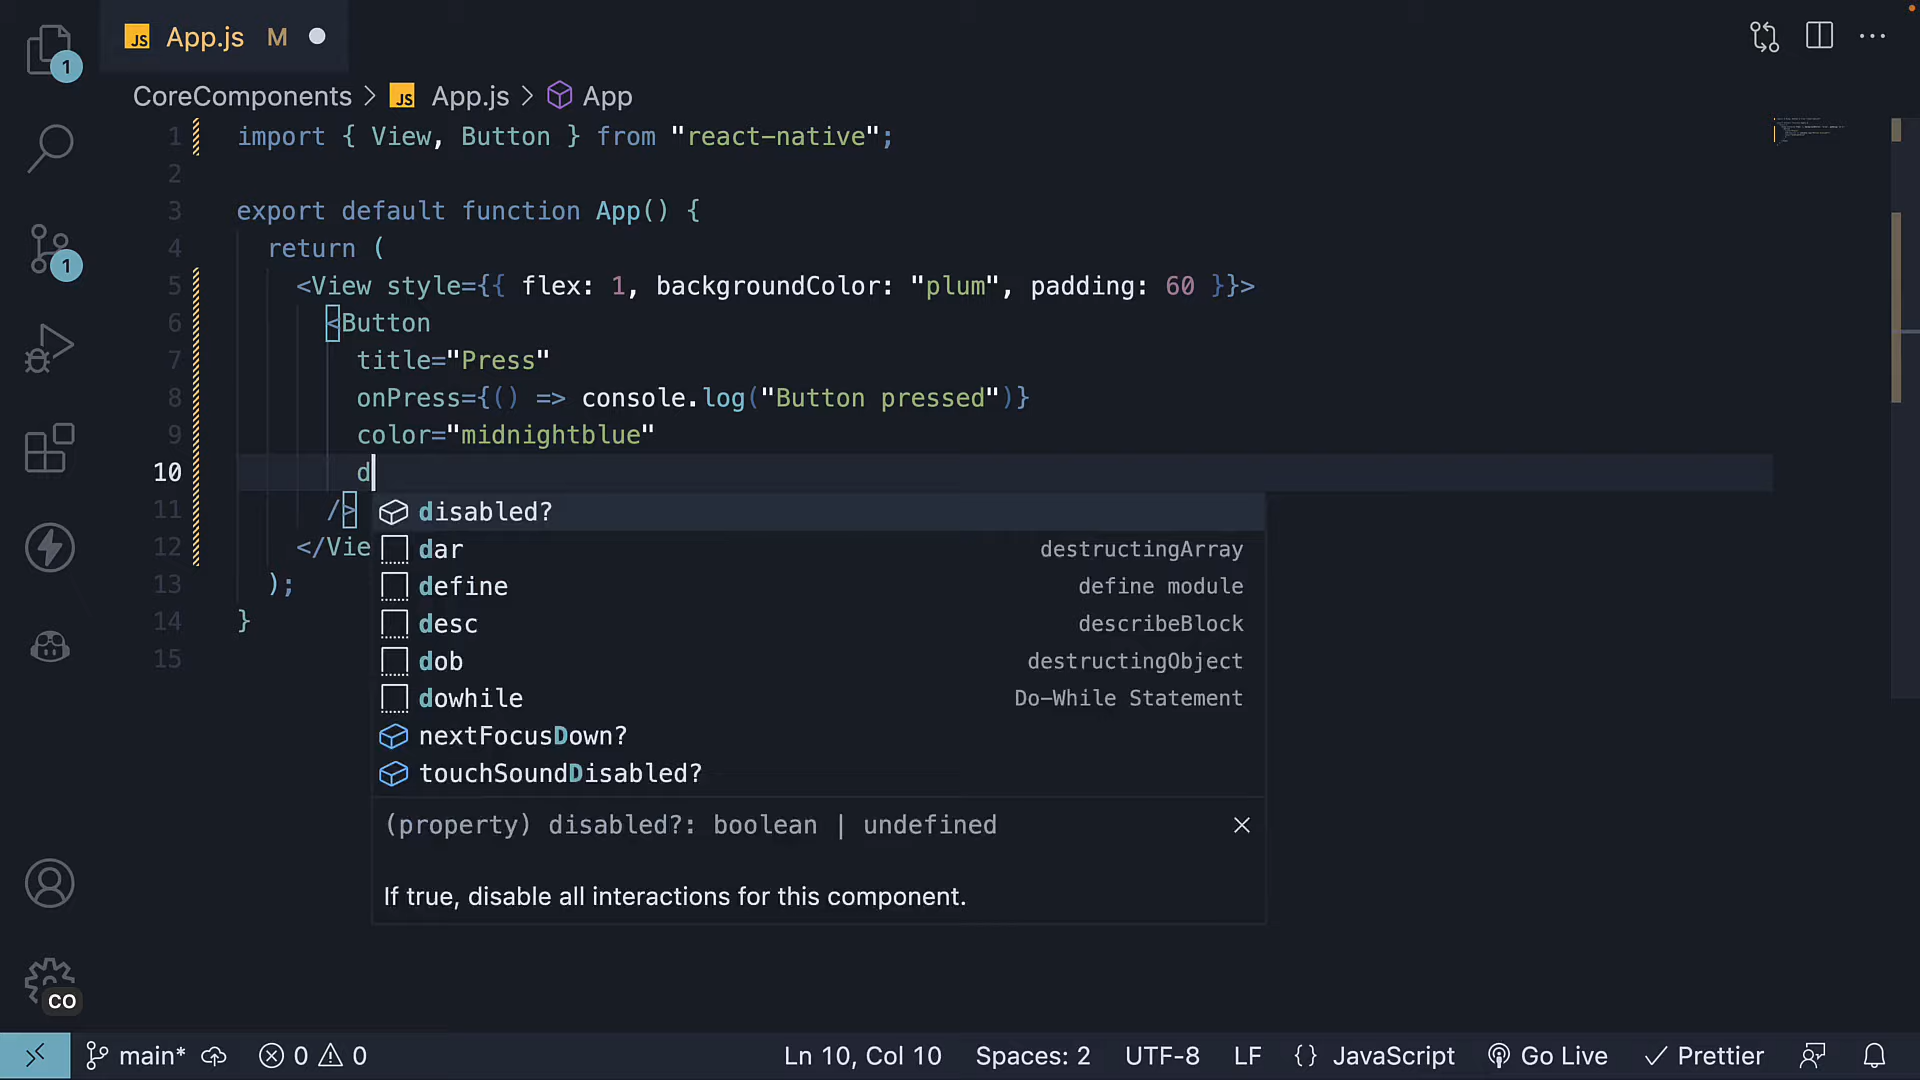 JS App.js M
1
CoreComponents > JS App.js > App
1 import { View, Button } from "react-native";
2
3 export default function App() {
4 return (
5 <View style={{ flex: 1, backgroundColor: "plum", padding: 60 }}>
6 <Button
7 title="Press"
8 onPress={() => console.log("Button pressed")}
9 color="midnightblue"
10 d
11 />
12 </Vie
13 );
14 }
15
1
disabled?
dar destructingArray
define define module
desc describeBlock
dob destructingObject
dowhile Do-While Statement
nextFocusDown?
touchSoundDisabled?
(property) disabled?: boolean | undefined
If true, disable all interactions for this component.
CO
main* 0 0 Ln 10, Col 10 Spaces: 2 UTF-8 LF {} JavaScript Go Live Prettier